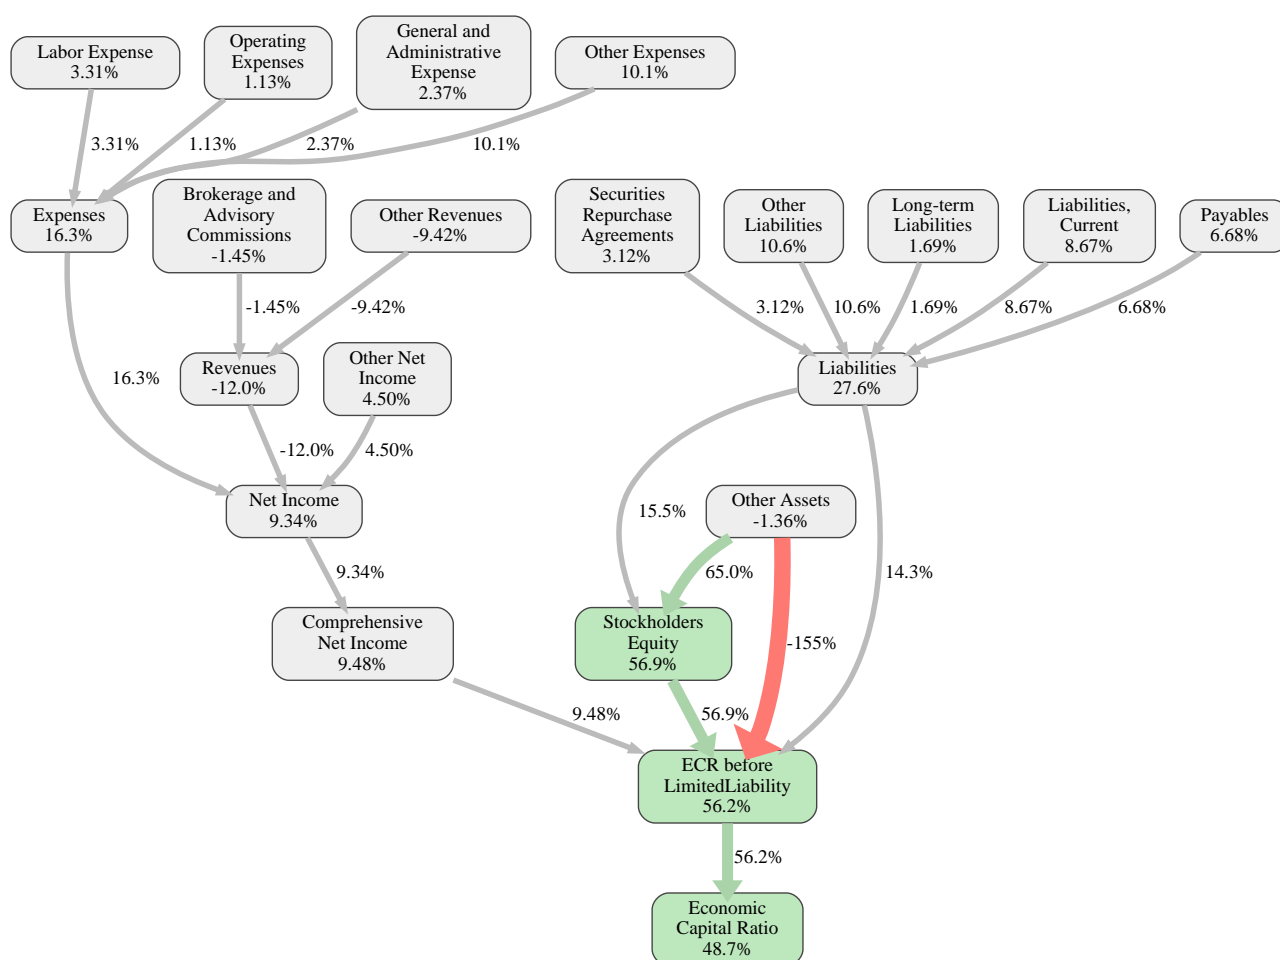 Labor Expense
3.31%
Operating
Expenses
1.13%
General and
Administrative
Expense
2.37%
Other Expenses
10.1%
3.31%
1.13%
2.37%
10.1%
Expenses
16.3%
Brokerage and
Advisory
Commissions
-1.45%
Other Revenues
-9.42%
Securities
Repurchase
Agreements
3.12%
Other
Liabilities
10.6%
Long-term
Liabilities
1.69%
Liabilities,
Current
8.67%
Payables
6.68%
-1.45%
-9.42%
3.12%
10.6%
1.69%
8.67%
6.68%
16.3%
Revenues
-12.0%
Other Net
Income
4.50%
Liabilities
27.6%
-12.0%
4.50%
Net Income
9.34%
15.5%
Other Assets
-1.36%
9.34%
65.0%
14.3%
Comprehensive
Net Income
9.48%
Stockholders
Equity
56.9%
-155%
9.48%
56.9%
ECR before
LimitedLiability
56.2%
56.2%
Economic
Capital Ratio
48.7%